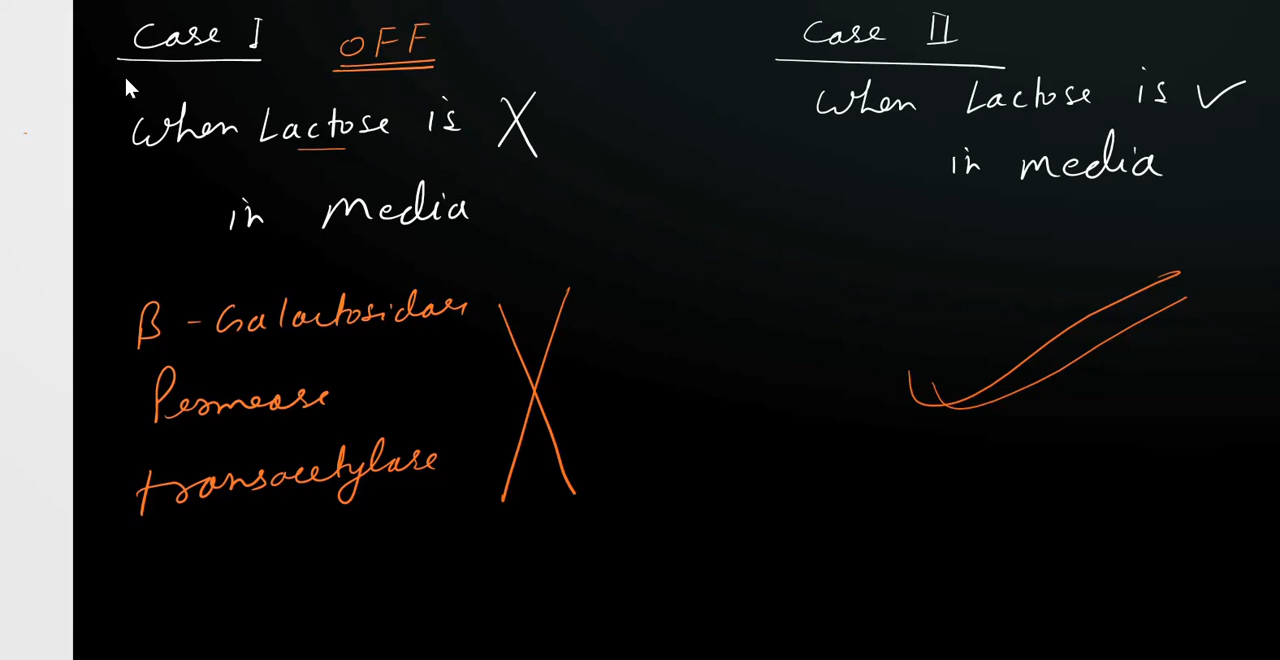 Case I OFF
When Lactose is X
in media
β - Galactosidase
Permease
transacetylase
Case II
When Lactose is ✓
in media